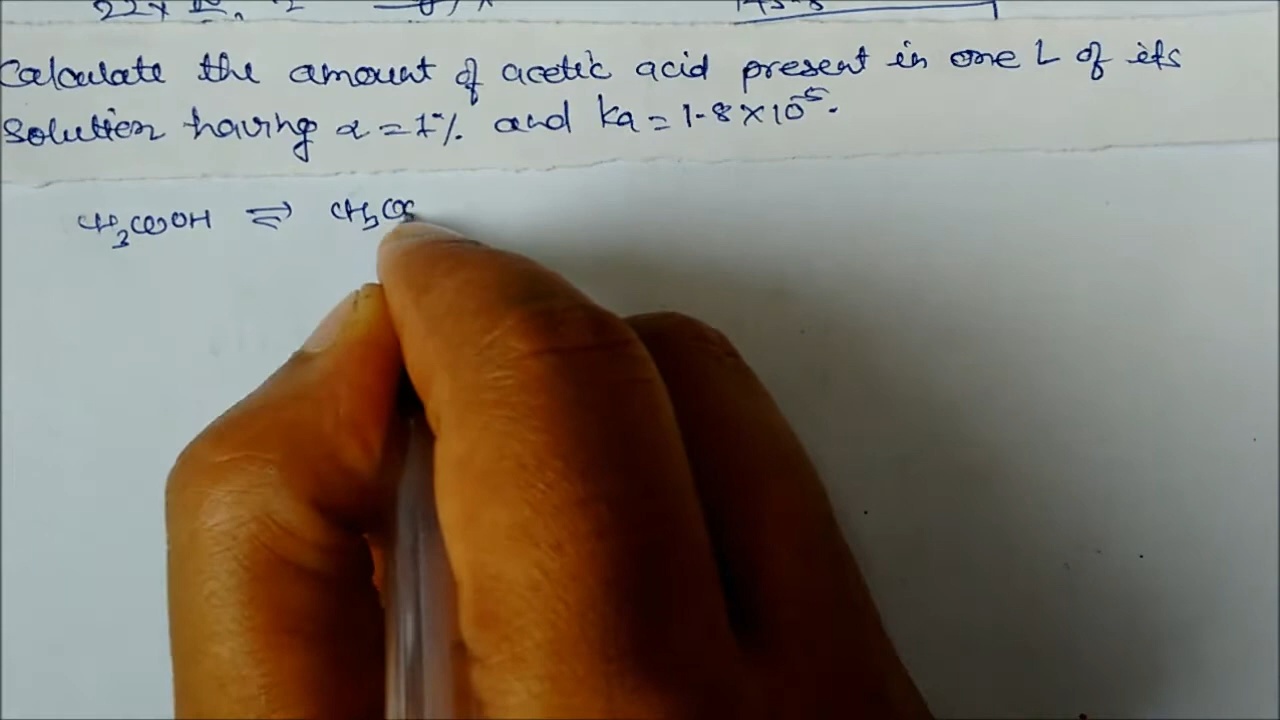 Calculate the amount of acetic acid present in one L of its
solution having α = 1% and ka = 1.8 × 10⁻⁵.
CH₃COOH ⇌ CH₃CO